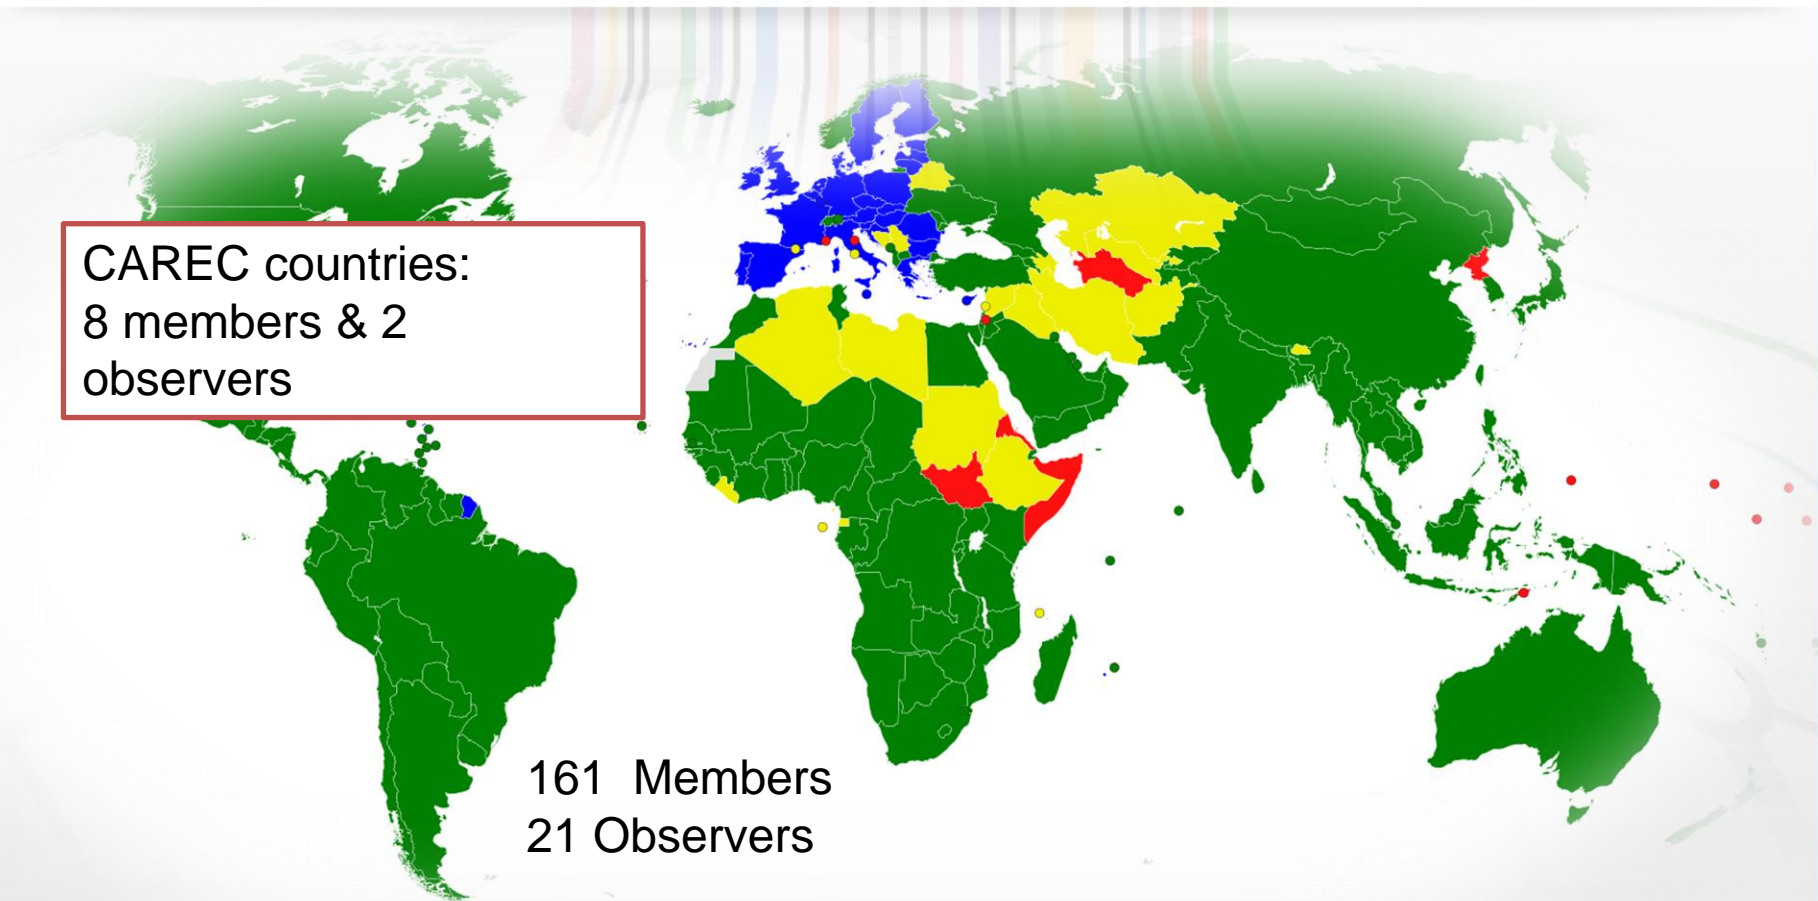 CAREC countries:
8 members & 2
observers
161 Members
21 Observers